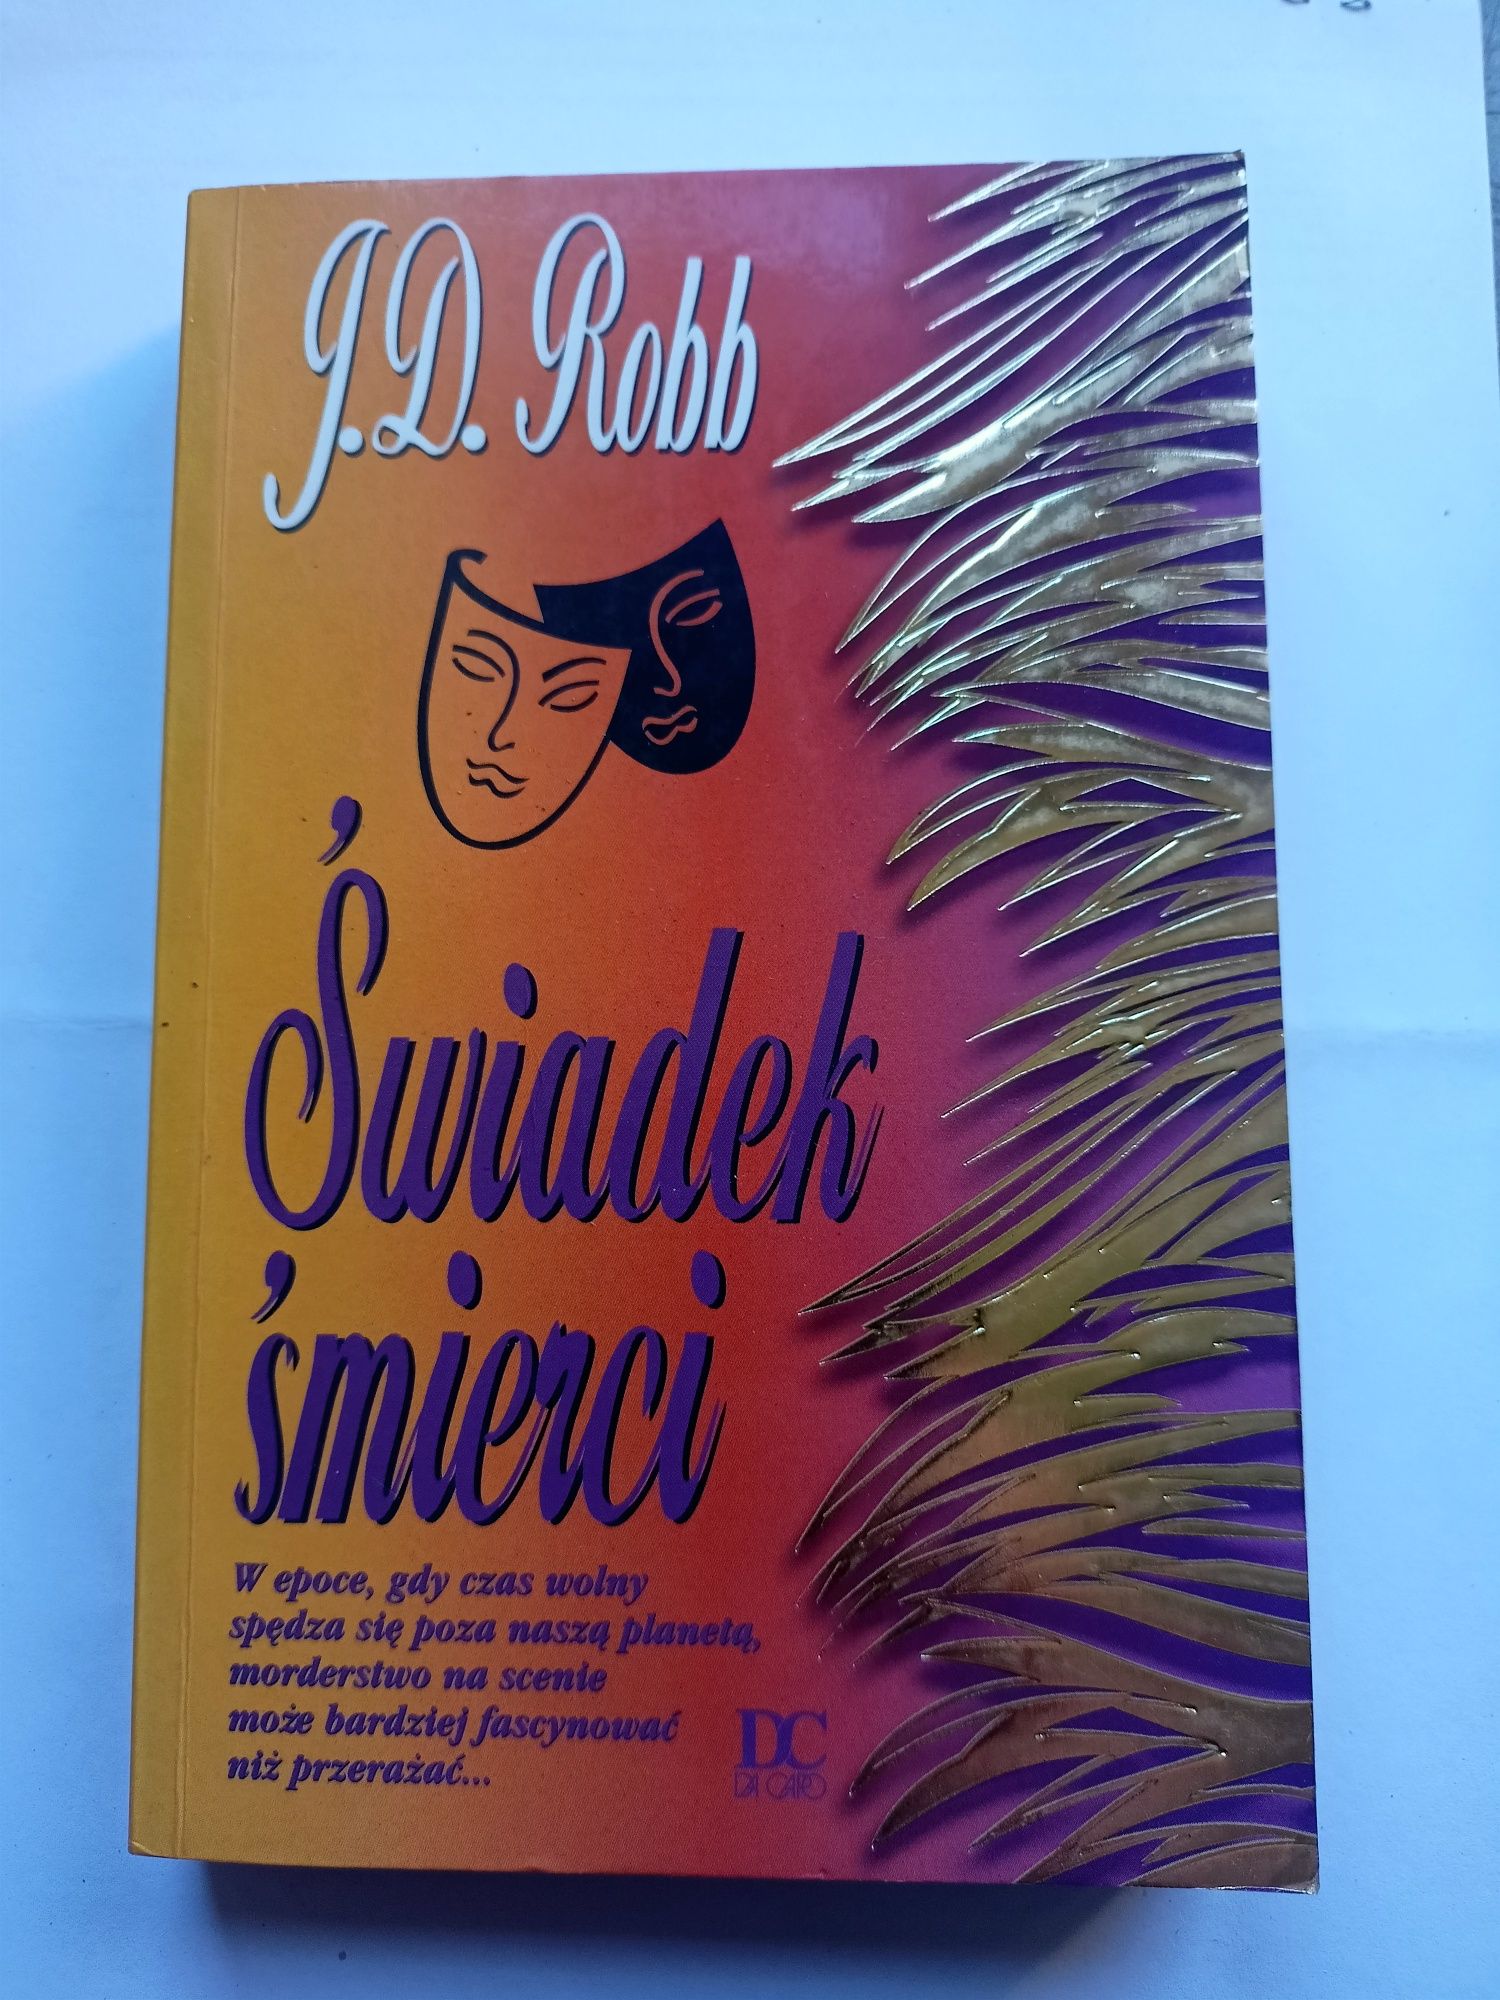 J.D. Robb
Świadek
śmierci
W epoce, gdy czas wolny
spędza się poza naszą planetą,
morderstwo na scenie
może bardziej fascynować
niż przerażać...
DC
DA CAPO